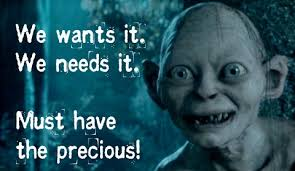 We wants it.
We needs it.
Must have
the precious!